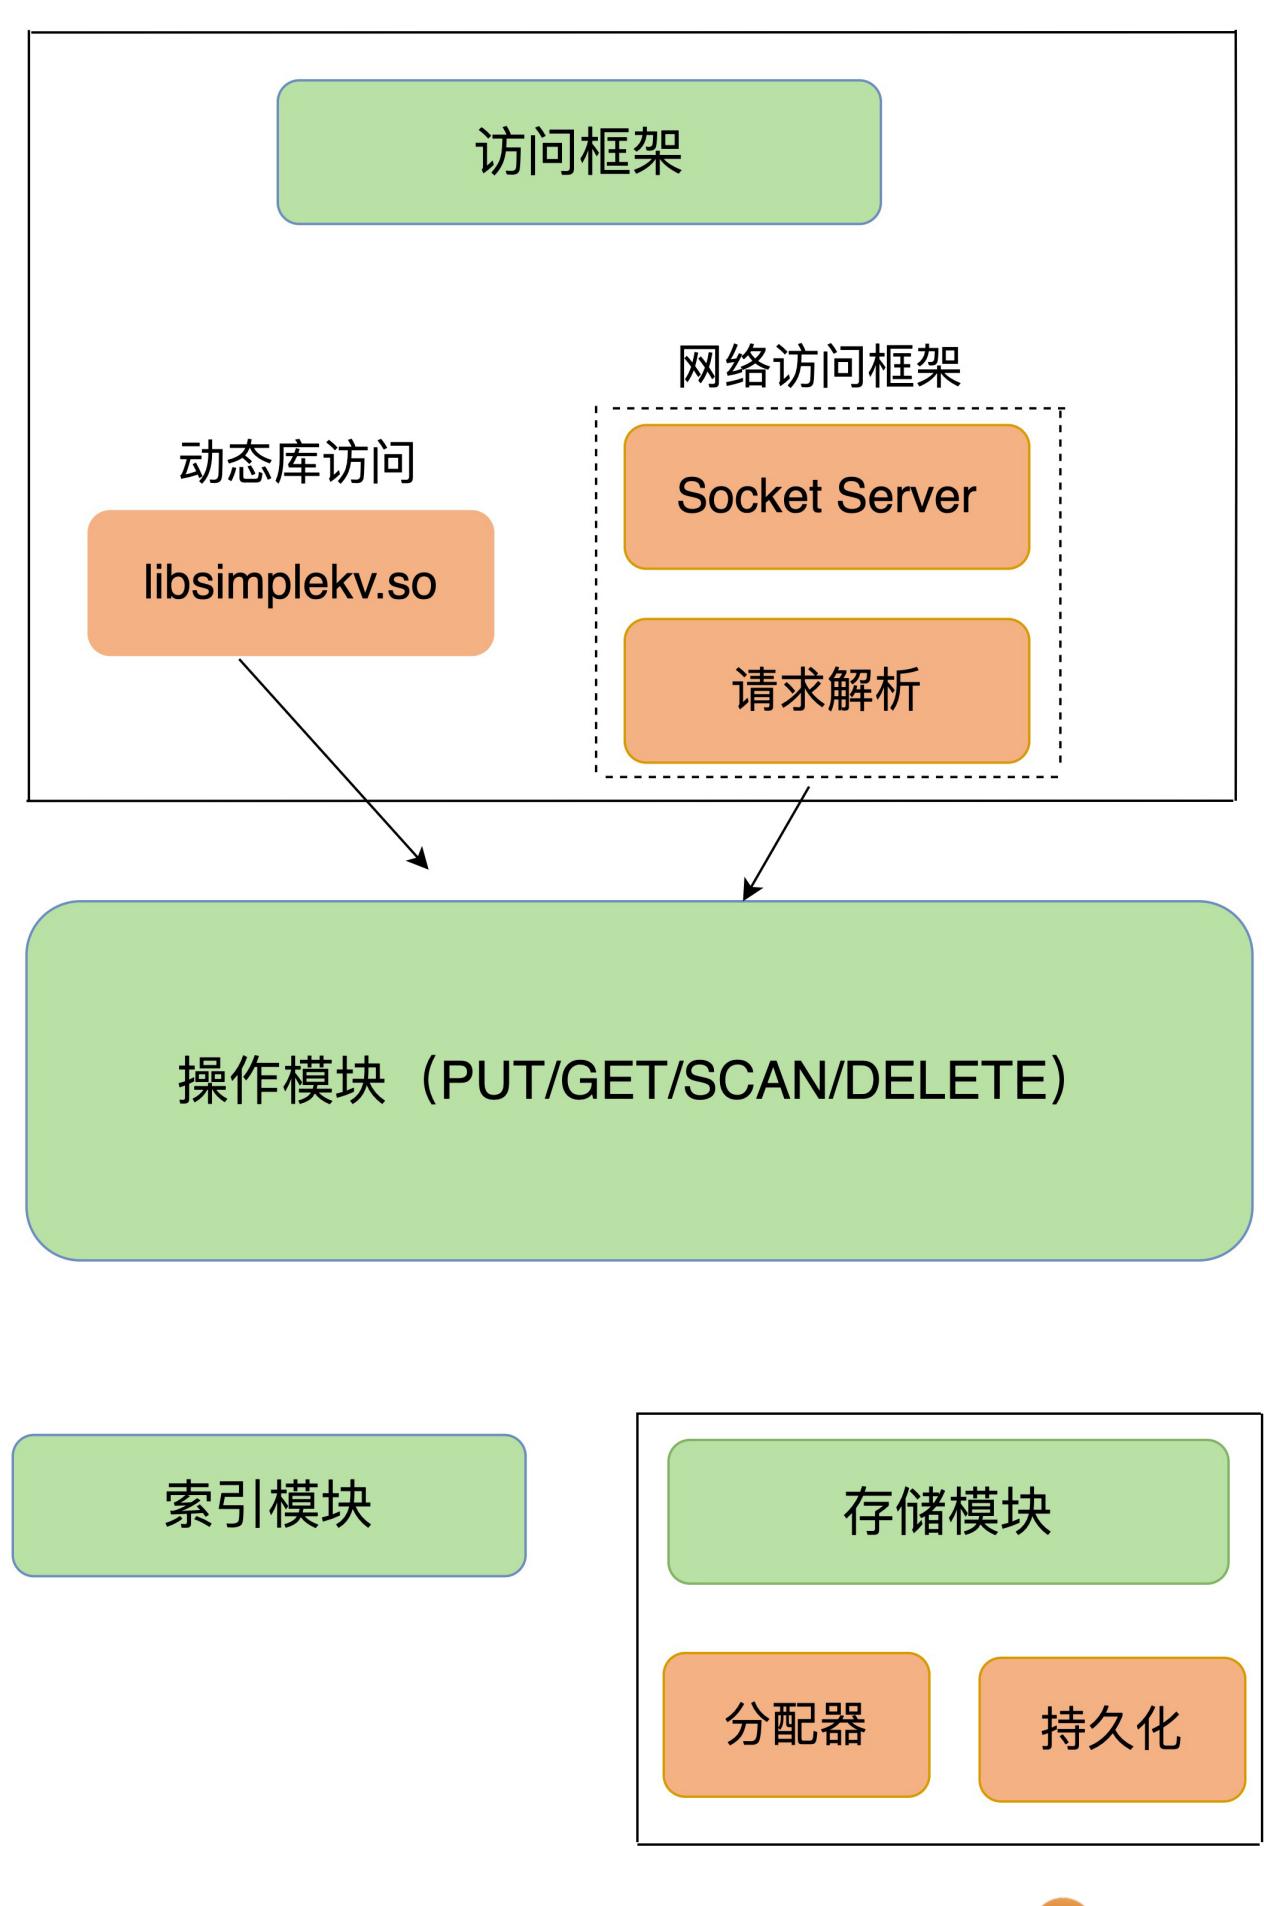 访问框架
网络访问框架
动态库访问
Socket Server
libsimplekv.so
请求解析
操作模块（PUT/GET/SCAN/DELETE）
索引模块
存储模块
分配器
持久化